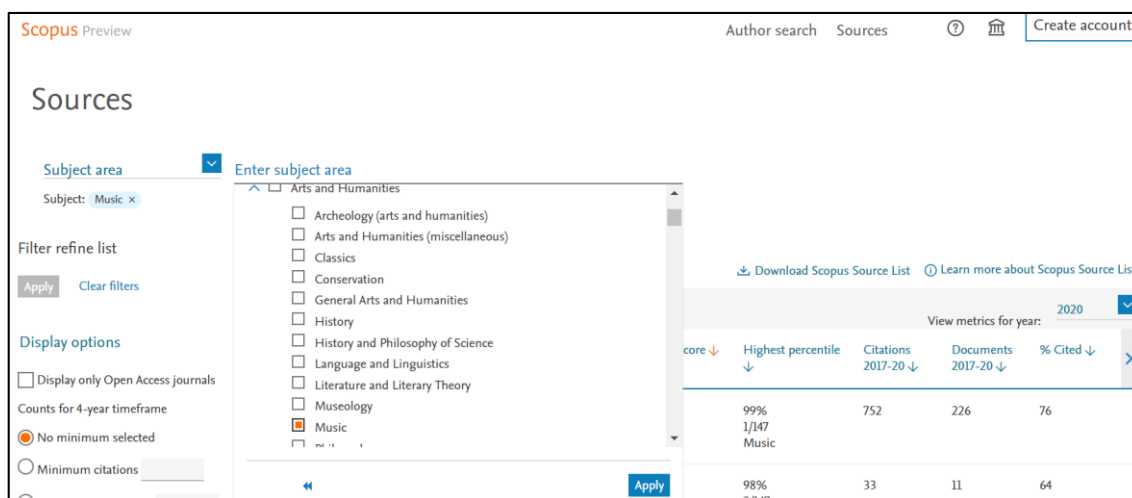 Scopus Preview
Author search Sources
Create account
Sources
Subject area
Enter subject area
Subject: Music ×
Arts and Humanities
Archeology (arts and humanities)
Arts and Humanities (miscellaneous)
Classics
Conservation
General Arts and Humanities
History
History and Philosophy of Science
Language and Linguistics
Literature and Literary Theory
Museology
Music
Apply
Filter refine list
Apply Clear filters
Display options
Display only Open Access journals
Counts for 4-year timeframe
No minimum selected
Minimum citations
Download Scopus Source List Learn more about Scopus Source Lis
View metrics for year: 2020
core Highest percentile Citations 2017-20 Documents 2017-20 % Cited
99% 752 226 76
1/147
Music
98% 33 11 64